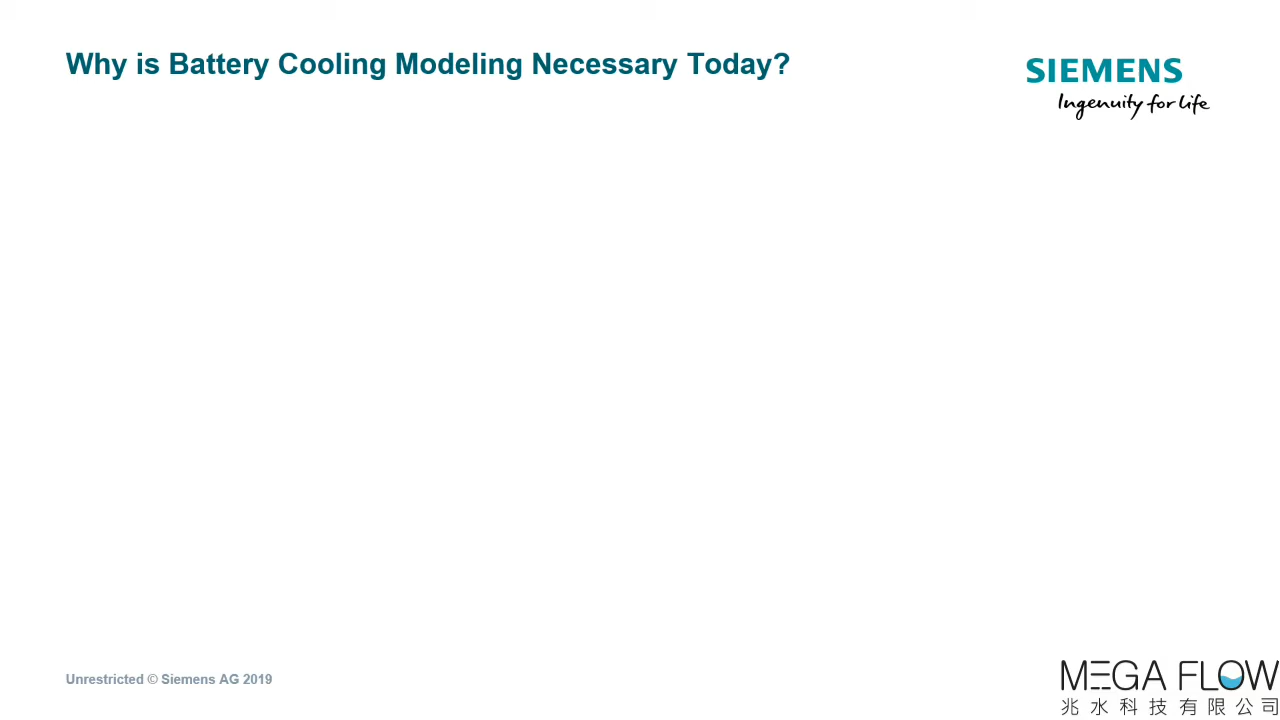 Why is Battery Cooling Modeling Necessary Today?
SIEMENS
Ingenuity for life
Unrestricted © Siemens AG 2019
MEGA FLOW
兆水科技有限公司